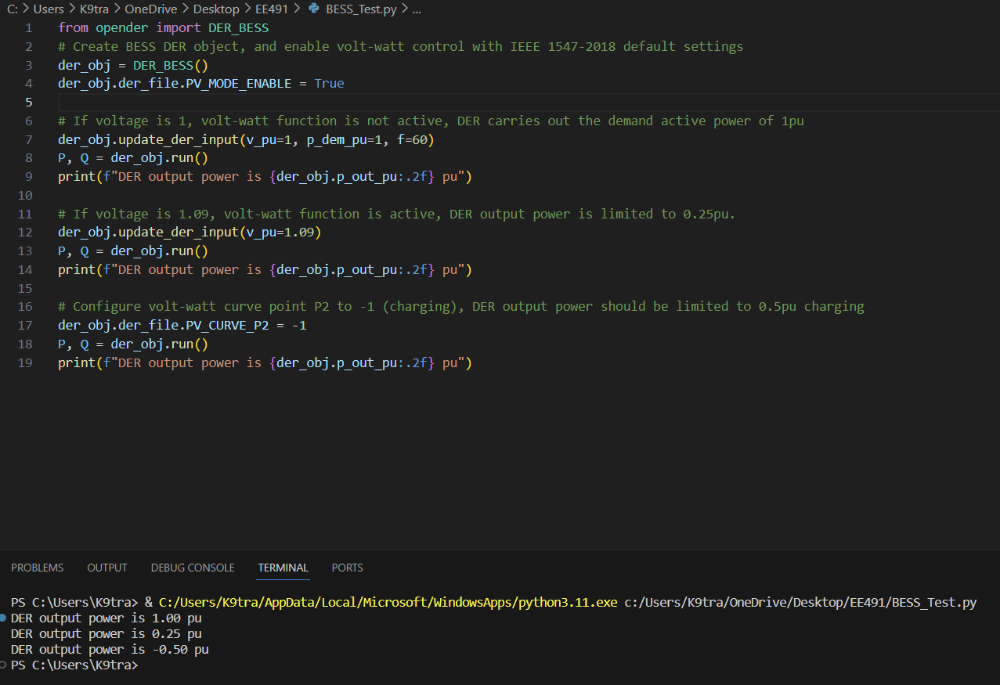 C: > Users > K9tra > OneDrive > Desktop > EE491 > BESS_Test.py > ...
1 from opender import DER_BESS
2 # Create BESS DER object, and enable volt-watt control with IEEE 1547-2018 default settings
3 der_obj = DER_BESS()
4 der_obj.der_file.PV_MODE_ENABLE = True
5
6 # If voltage is 1, volt-watt function is not active, DER carries out the demand active power of 1pu
7 der_obj.update_der_input(v_pu=1, p_dem_pu=1, f=60)
8 P, Q = der_obj.run()
9 print(f"DER output power is {der_obj.p_out_pu:.2f} pu")
10
11 # If voltage is 1.09, volt-watt function is active, DER output power is limited to 0.25pu.
12 der_obj.update_der_input(v_pu=1.09)
13 P, Q = der_obj.run()
14 print(f"DER output power is {der_obj.p_out_pu:.2f} pu")
15
16 # Configure volt-watt curve point P2 to -1 (charging), DER output power should be limited to 0.5pu charging
17 der_obj.der_file.PV_CURVE_P2 = -1
18 P, Q = der_obj.run()
19 print(f"DER output power is {der_obj.p_out_pu:.2f} pu")
PROBLEMS OUTPUT DEBUG CONSOLE TERMINAL PORTS
PS C:\Users\K9tra> & C:/Users/K9tra/AppData/Local/Microsoft/WindowsApps/python3.11.exe c:/Users/K9tra/OneDrive/Desktop/EE491/BESS_Test.py
DER output power is 1.00 pu
DER output power is 0.25 pu
DER output power is -0.50 pu
PS C:\Users\K9tra>